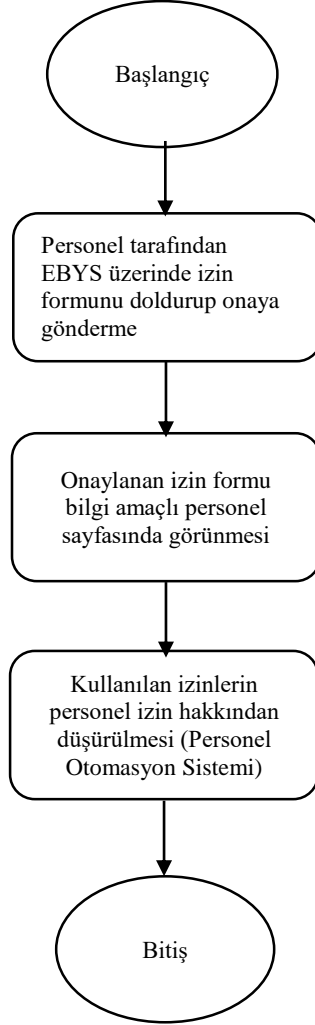 Başlangıç
Personel tarafından
EBYS üzerinde izin
formunu doldurup onaya
gönderme
Onaylanan izin formu
bilgi amaçlı personel
sayfasında görünmesi
Kullanılan izinlerin
personel izin hakkından
düşürülmesi (Personel
Otomasyon Sistemi)
Bitiş